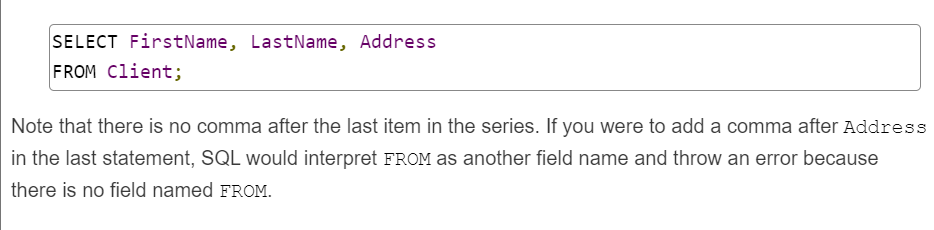 SELECT FirstName, LastName, Address
FROM Client;
Note that there is no comma after the last item in the series. If you were to add a comma after Address
in the last statement, SQL would interpret FROM as another field name and throw an error because
there is no field named FROM.